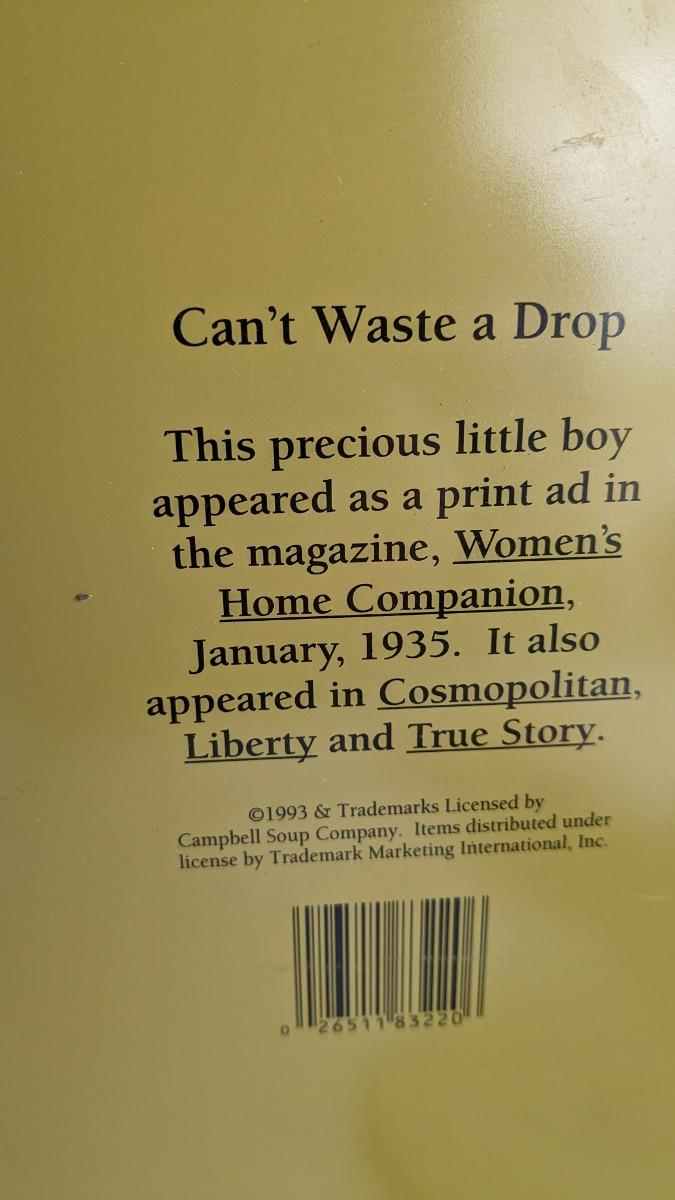 Can't Waste a Drop
This precious little boy
appeared as a print ad in
the magazine, Women's
Home Companion,
January, 1935. It also
appeared in Cosmopolitan,
Liberty and True Story.
©1993 & Trademarks Licensed by
Campbell Soup Company. Items distributed under
license by Trademark Marketing International, Inc.
0 26511 83220